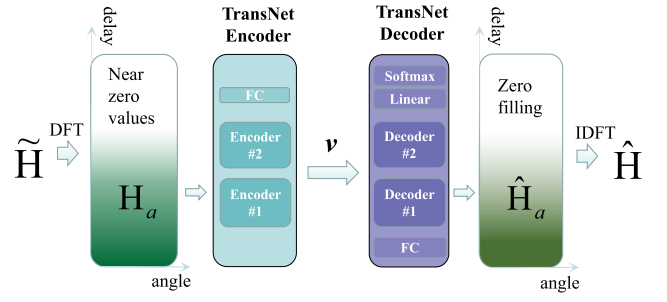 delay
TransNet
Encoder
TransNet
Decoder
delay
Near
zero
values
FC
Softmax
Linear
Zero
filling
H̃
DFT
Encoder
#2
v
Decoder
#2
IDFT
Ĥ
Hₐ
Encoder
#1
Decoder
#1
Ĥₐ
FC
angle
angle